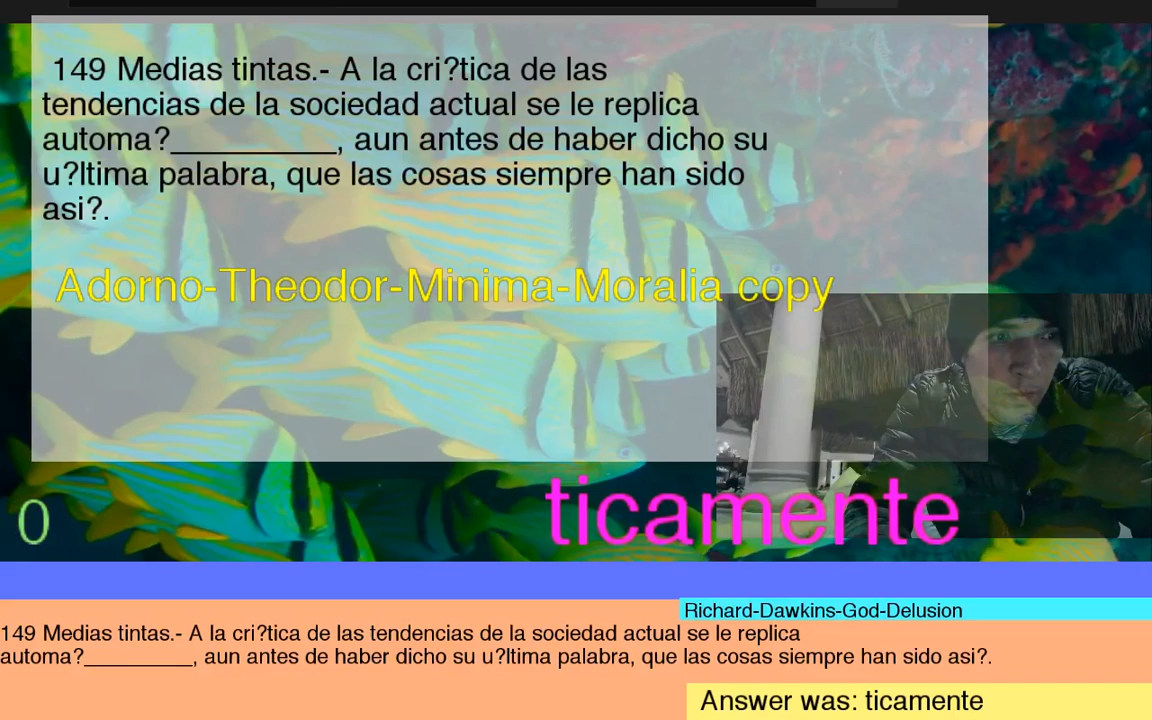 149 Medias tintas.- A la cri?tica de las
tendencias de la sociedad actual se le replica
automa?_________, aun antes de haber dicho su
u?ltima palabra, que las cosas siempre han sido
asi?.
Adorno-Theodor-Minima-Moralia copy
0
ticamente
Richard-Dawkins-God-Delusion
149 Medias tintas.- A la cri?tica de las tendencias de la sociedad actual se le replica
automa?_________, aun antes de haber dicho su u?ltima palabra, que las cosas siempre han sido asi?.
Answer was: ticamente